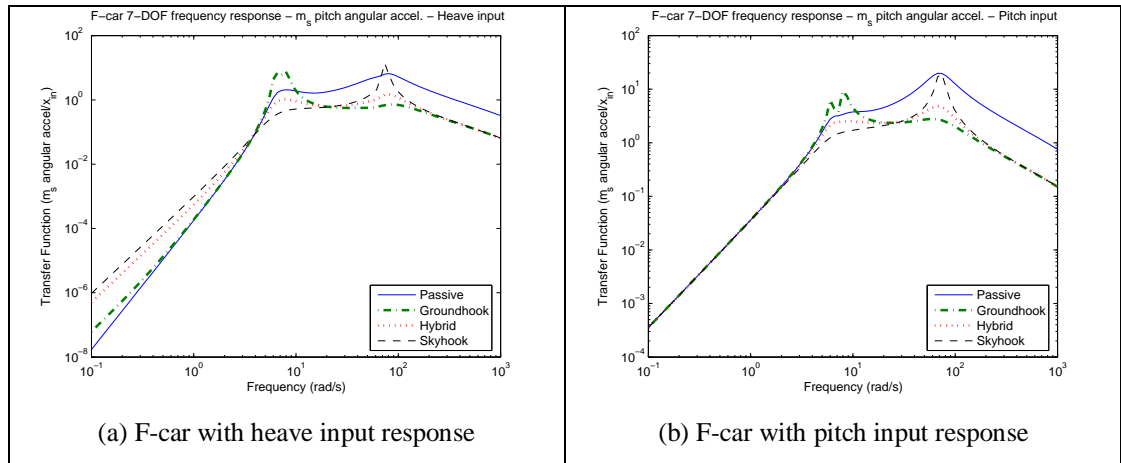 F-car 7-DOF frequency response - m_s pitch angular accel. - Heave input
Transfer Function (m_s angular accel/x_in)
10^2
10^0
10^-2
10^-4
10^-6
10^-8
Passive
Groundhook
Hybrid
Skyhook
10^-1 10^0 10^1 10^2 10^3
Frequency (rad/s)
(a) F-car with heave input response
F-car 7-DOF frequency response - m_s pitch angular accel. - Pitch input
Transfer Function (m_s angular accel/x_in)
10^2
10^1
10^0
10^-1
10^-2
10^-3
10^-4
Passive
Groundhook
Hybrid
Skyhook
10^-1 10^0 10^1 10^2 10^3
Frequency (rad/s)
(b) F-car with pitch input response